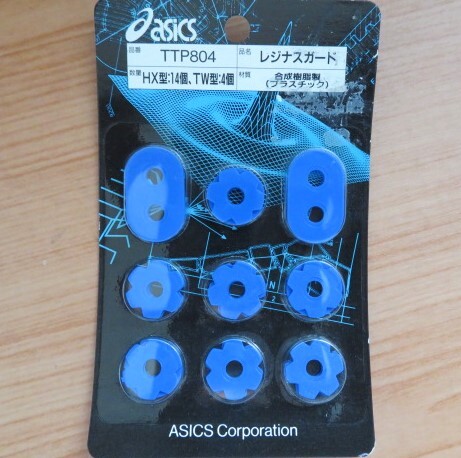 asics
品番 TTP804 品名 レジナスガード
数量 HX型:14個、TW型:4個 材質 合成樹脂製
(プラスチック)
ASICS Corporation